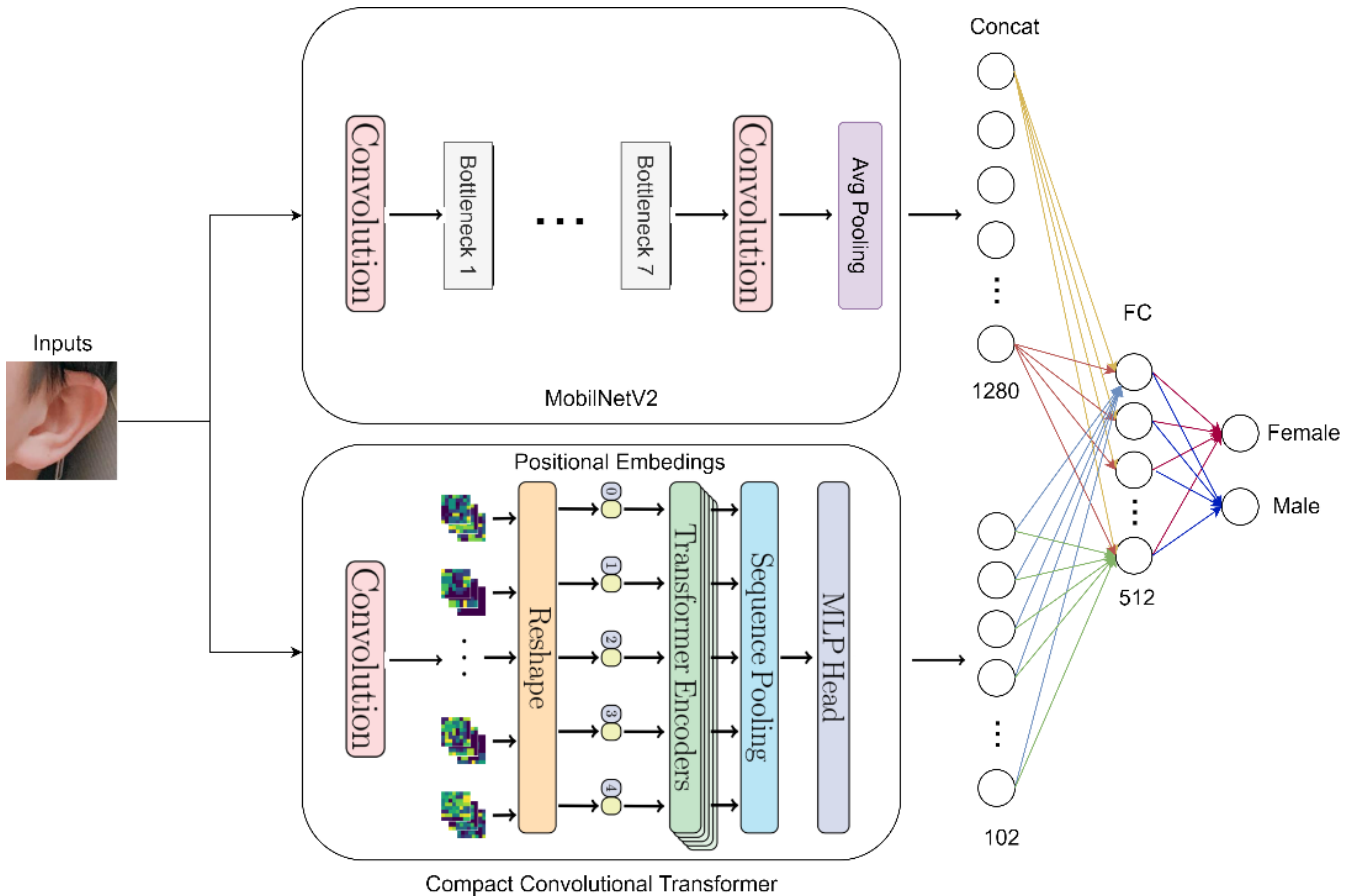 Concat
Convolution
Bottleneck 1
...
Bottleneck 7
Convolution
Avg Pooling
MobilNetV2
Inputs
1280
FC
Female
Male
512
Positional Embedings
Convolution
Reshape
0
1
2
3
4
Transformer Encoders
Sequence Pooling
MLP Head
102
Compact Convolutional Transformer